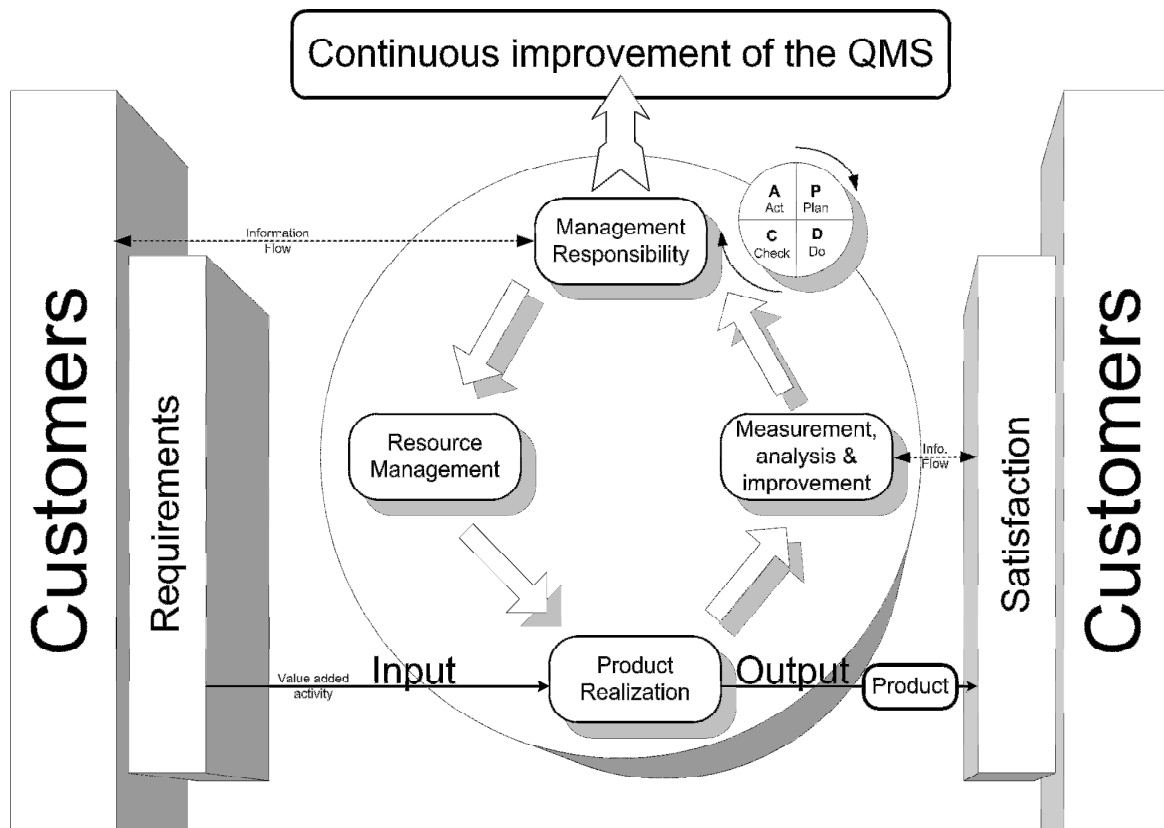 Continuous improvement of the QMS
Customers
Requirements
Information
Flow
Management
Responsibility
A
Act
P
Plan
C
Check
D
Do
Resource
Management
Measurement,
analysis &
improvement
Info.
Flow
Value added
activity
Input
Product
Realization
Output
Product
Satisfaction
Customers